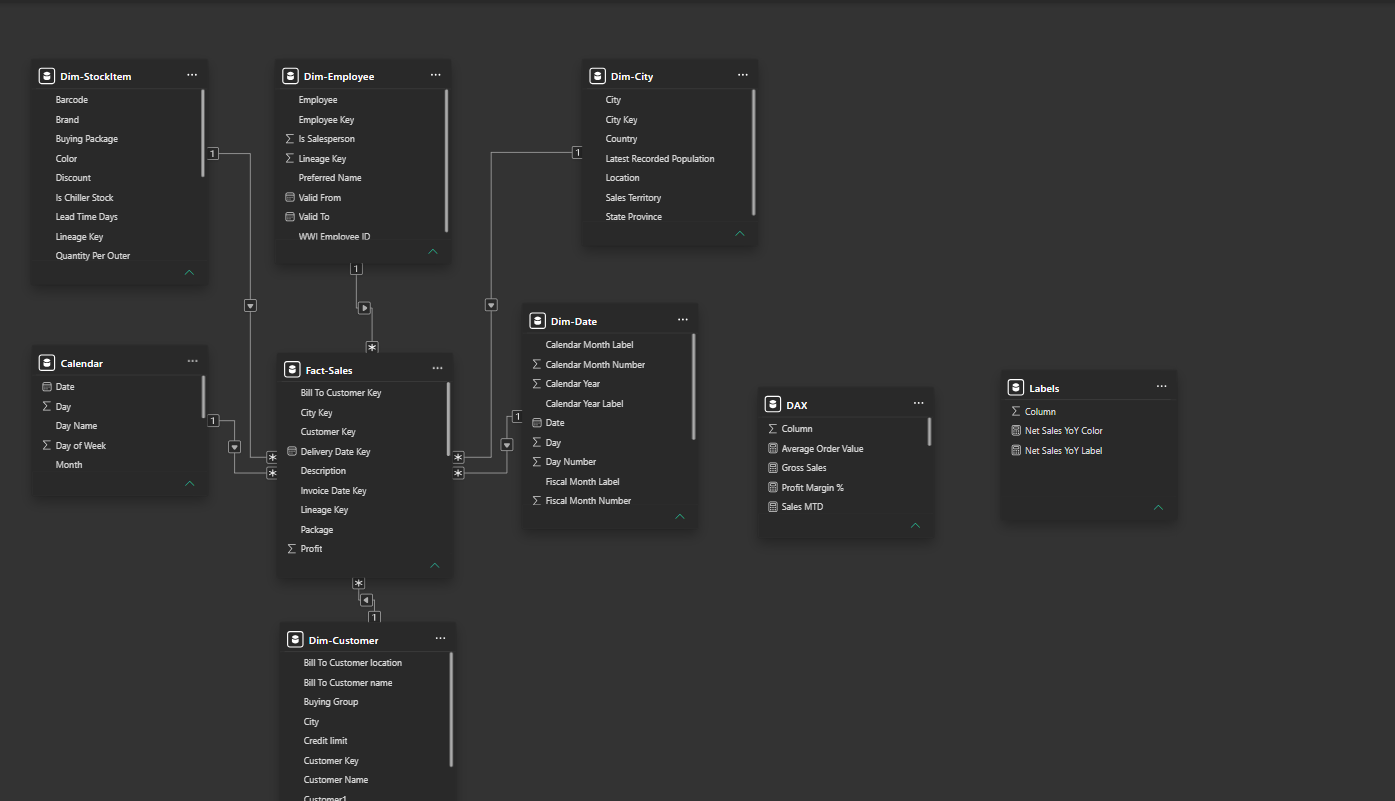 Dim-StockItem
Barcode
Brand
Buying Package
Color
Discount
Is Chiller Stock
Lead Time Days
Lineage Key
Quantity Per Outer
Dim-Employee
Employee
Employee Key
Is Salesperson
Lineage Key
Preferred Name
Valid From
Valid To
WWI Employee ID
Dim-City
City
City Key
Country
Latest Recorded Population
Location
Sales Territory
State Province
1
1
1
Calendar
Date
Day
Day Name
Day of Week
Month
1
*
*
*
Fact-Sales
Bill To Customer Key
City Key
Customer Key
Delivery Date Key
Description
Invoice Date Key
Lineage Key
Package
Profit
*
*
1
Dim-Date
Calendar Month Label
Calendar Month Number
Calendar Year
Calendar Year Label
Date
Day
Day Number
Fiscal Month Label
Fiscal Month Number
DAX
Column
Average Order Value
Gross Sales
Profit Margin %
Sales MTD
Labels
Column
Net Sales YoY Color
Net Sales YoY Label
*
1
Dim-Customer
Bill To Customer location
Bill To Customer name
Buying Group
City
Credit limit
Customer Key
Customer Name
Customer1